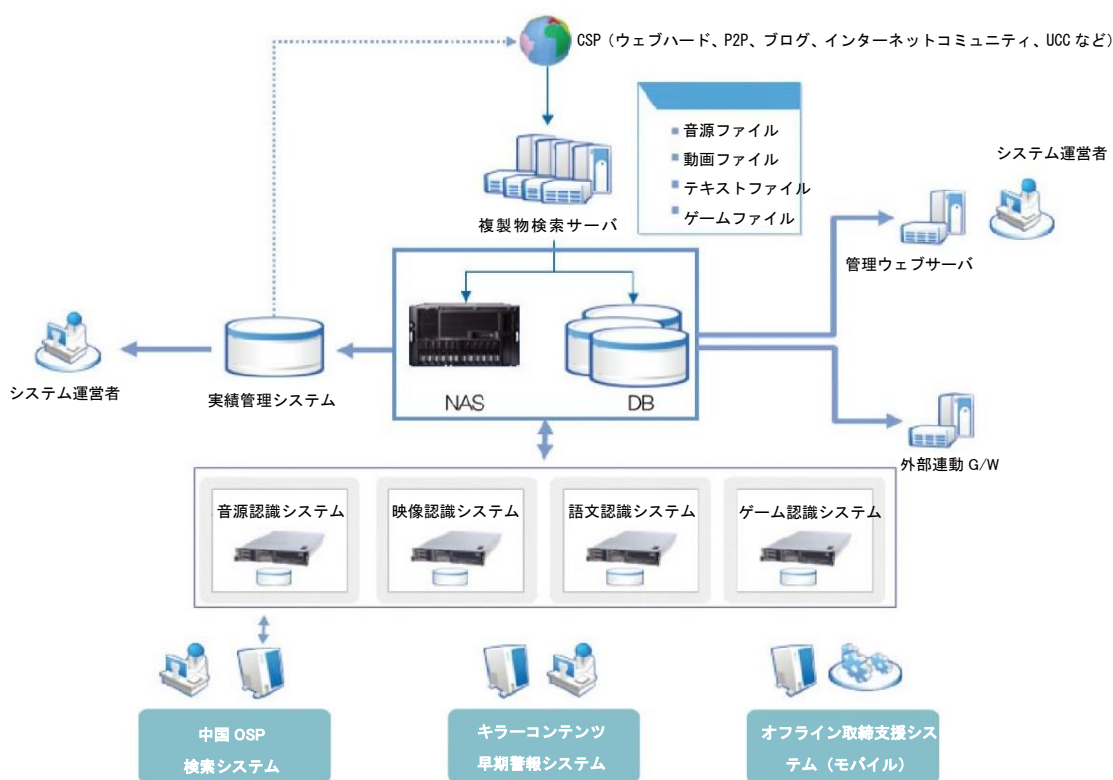 CSP（ウェブハード、P2P、ブログ、インターネットコミュニティ、UCC など）
音源ファイル
動画ファイル
テキストファイル
ゲームファイル
システム運営者
複製物検索サーバ
管理ウェブサーバ
システム運営者
実績管理システム
NAS
DB
外部連動 G/W
音源認識システム
映像認識システム
語文認識システム
ゲーム認識システム
中国 OSP
検索システム
キラーコンテンツ
早期警報システム
オフライン取締支援シス
テム（モバイル）